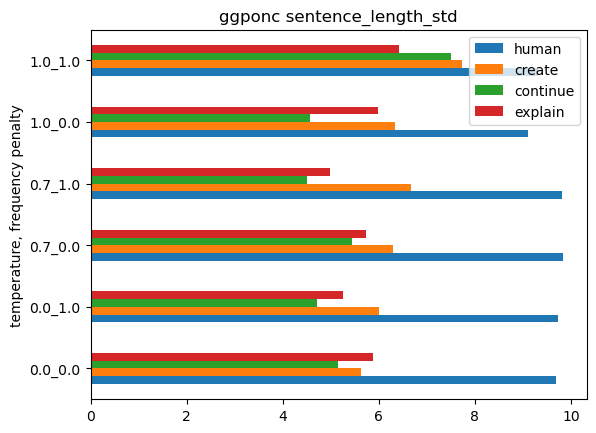 ggponc sentence_length_std
human
create
continue
explain
temperature, frequency penalty
1.0_1.0
1.0_0.0
0.7_1.0
0.7_0.0
0.0_1.0
0.0_0.0
0 2 4 6 8 10